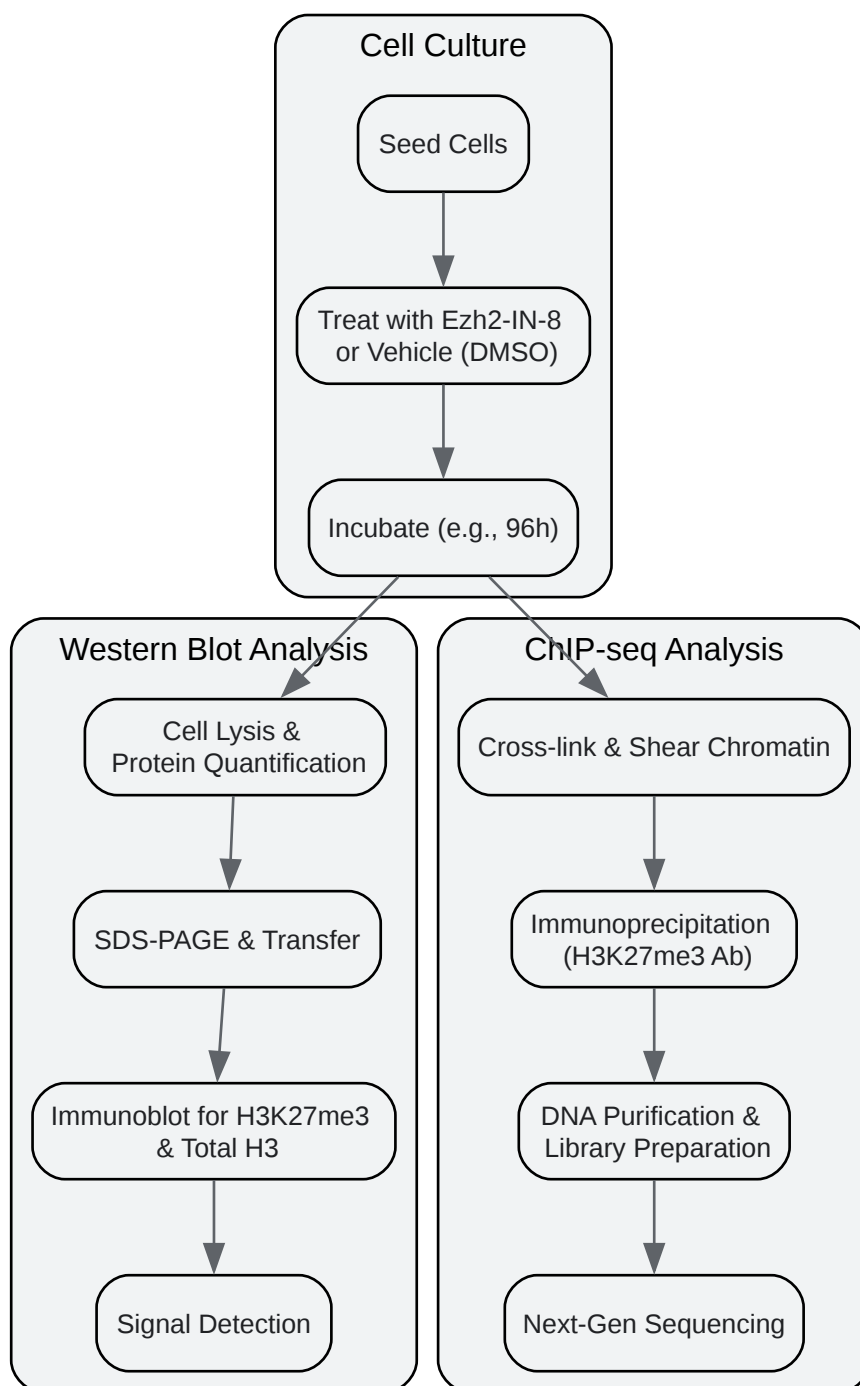 Cell Culture
Seed Cells
Treat with Ezh2-IN-8
or Vehicle (DMSO)
Incubate (e.g., 96h)
Western Blot Analysis
Cell Lysis &
Protein Quantification
SDS-PAGE & Transfer
Immunoblot for H3K27me3
& Total H3
Signal Detection
ChIP-seq Analysis
Cross-link & Shear Chromatin
Immunoprecipitation
(H3K27me3 Ab)
DNA Purification &
Library Preparation
Next-Gen Sequencing